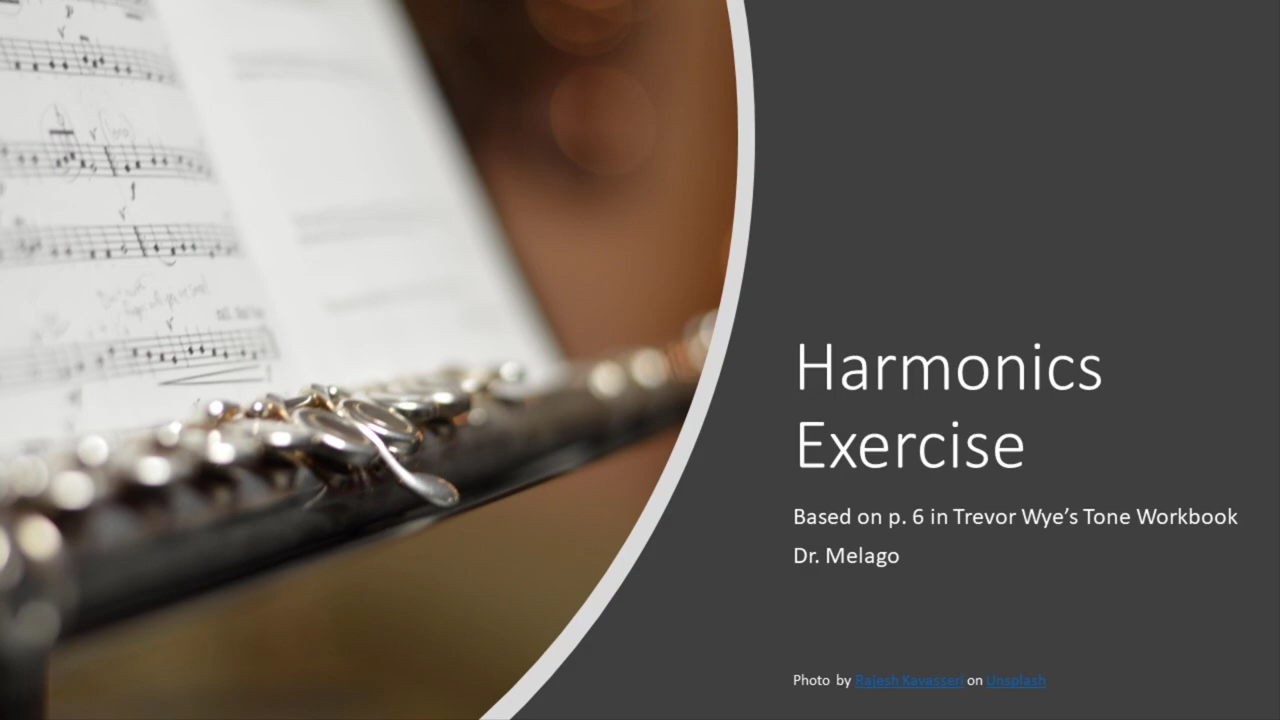 Harmonics
Exercise
Based on p. 6 in Trevor Wye’s Tone Workbook
Dr. Melago
Photo by Rajesh Kavasseri on Unsplash